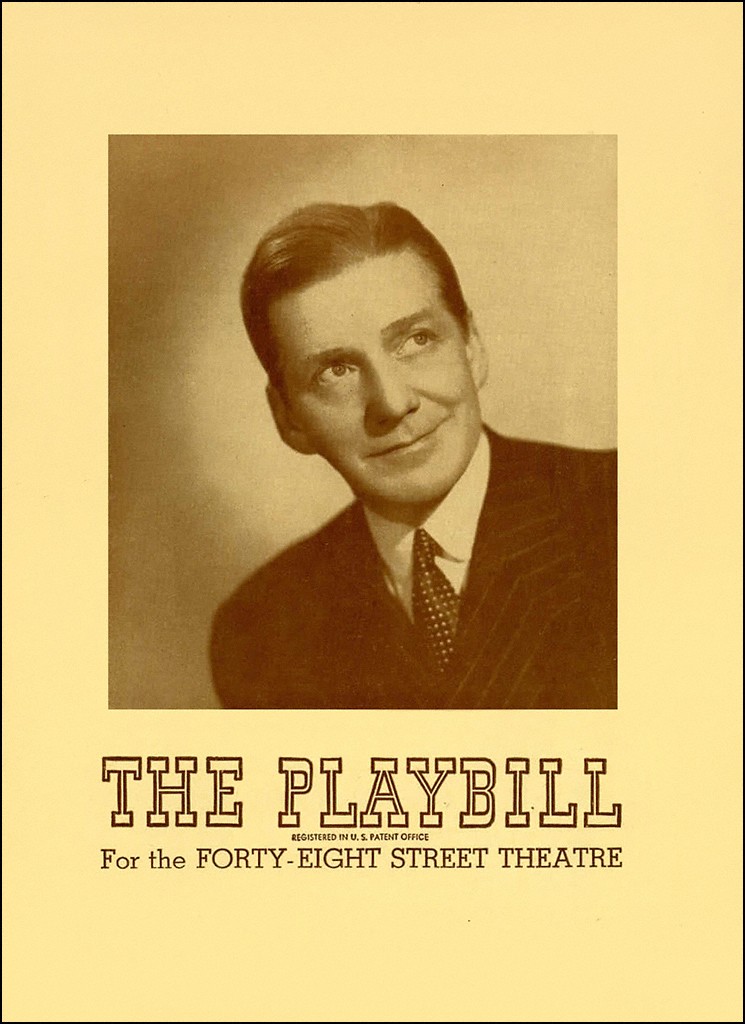 THE PLAYBILL
REGISTERED IN U. S. PATENT OFFICE
For the FORTY-EIGHT STREET THEATRE